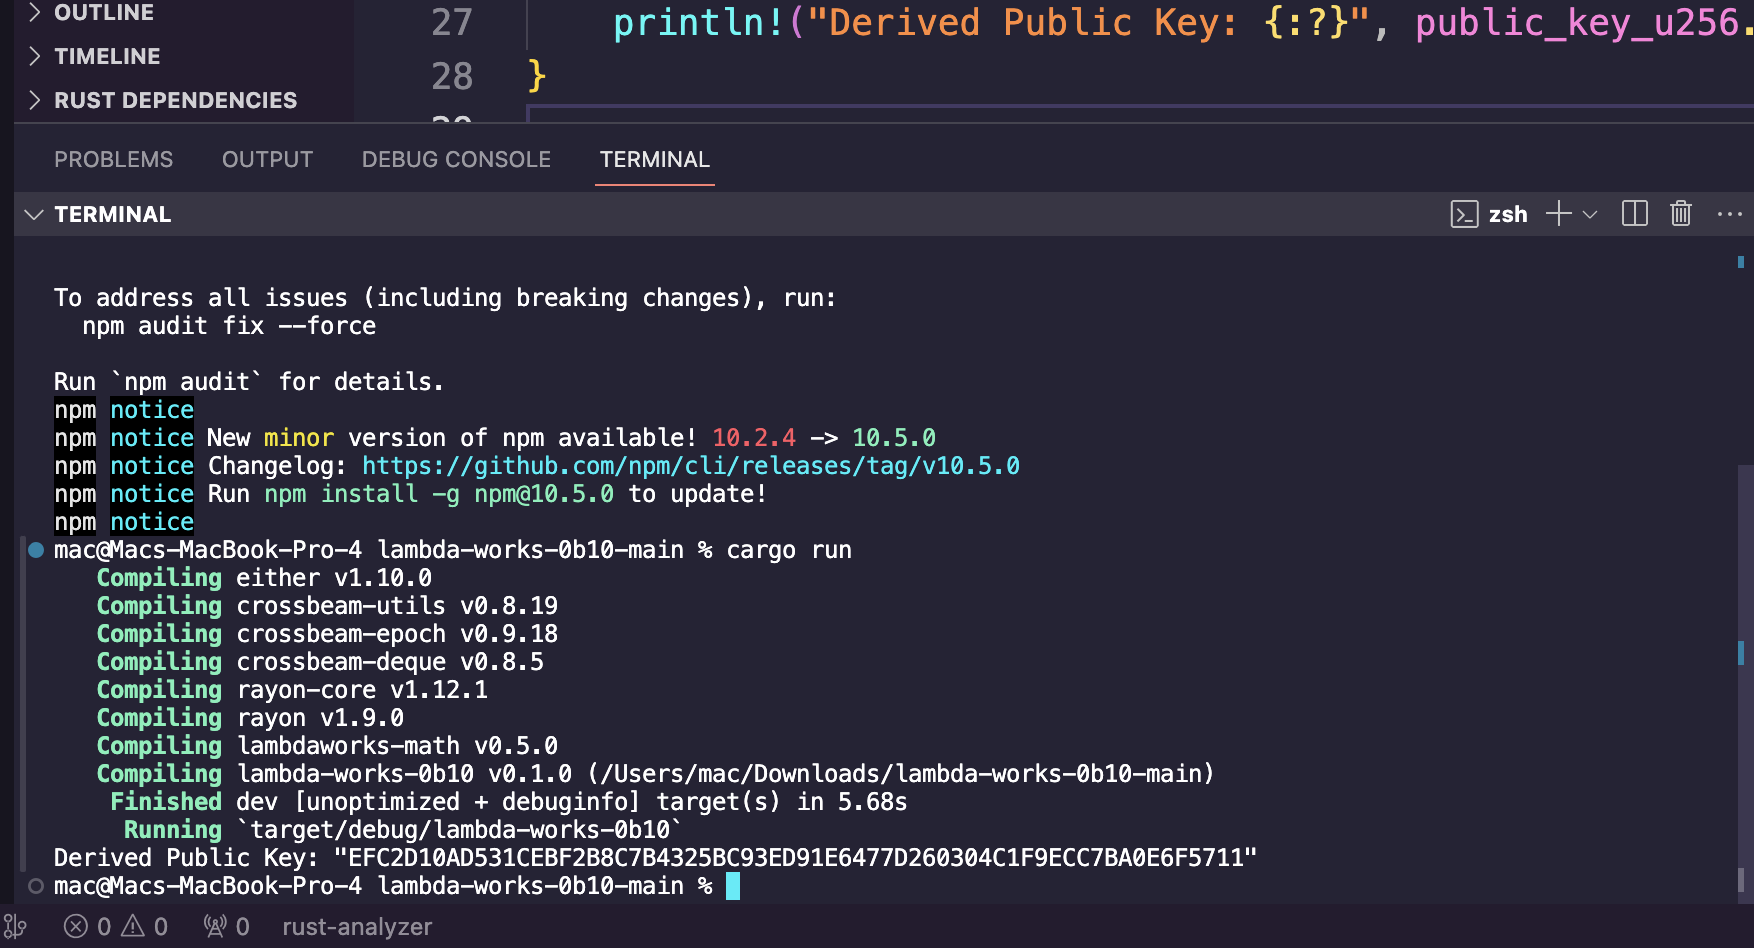 OUTLINE
TIMELINE
RUST DEPENDENCIES
27 println!("Derived Public Key: {:?}", public_key_u256.
28 }
PROBLEMS OUTPUT DEBUG CONSOLE TERMINAL
TERMINAL zsh
To address all issues (including breaking changes), run:
npm audit fix --force
Run `npm audit` for details.
npm notice
npm notice New minor version of npm available! 10.2.4 -> 10.5.0
npm notice Changelog: https://github.com/npm/cli/releases/tag/v10.5.0
npm notice Run npm install -g npm@10.5.0 to update!
npm notice
mac@Macs-MacBook-Pro-4 lambda-works-0b10-main % cargo run
Compiling either v1.10.0
Compiling crossbeam-utils v0.8.19
Compiling crossbeam-epoch v0.9.18
Compiling crossbeam-deque v0.8.5
Compiling rayon-core v1.12.1
Compiling rayon v1.9.0
Compiling lambdaworks-math v0.5.0
Compiling lambda-works-0b10 v0.1.0 (/Users/mac/Downloads/lambda-works-0b10-main)
Finished dev [unoptimized + debuginfo] target(s) in 5.68s
Running `target/debug/lambda-works-0b10`
Derived Public Key: "EFC2D10AD531CEBF2B8C7B4325BC93ED91E6477D260304C1F9ECC7BA0E6F5711"
mac@Macs-MacBook-Pro-4 lambda-works-0b10-main %
0 0 0 rust-analyzer